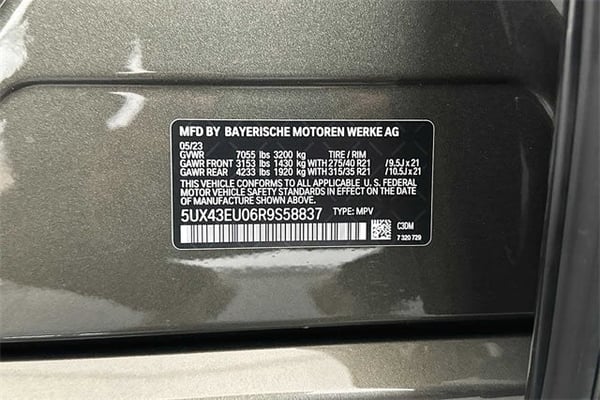 MFD BY BAYERISCHE MOTOREN WERKE AG
05/23
GVWR 7055 lbs 3200 kg TIRE / RIM
GAWR FRONT 3153 lbs 1430 kg WITH 275/40 R21 / 9.5J x 21
GAWR REAR 4233 lbs 1920 kg WITH 315/35 R21 / 10.5J x 21
THIS VEHICLE CONFORMS TO ALL APPLICABLE U. S. FEDERAL
MOTOR VEHICLE SAFETY STANDARDS IN EFFECT ON THE DATE
OF MANUFACTURE SHOWN ABOVE.
5UX43EU06R9S58837 TYPE: MPV
C3DM
7 320 729